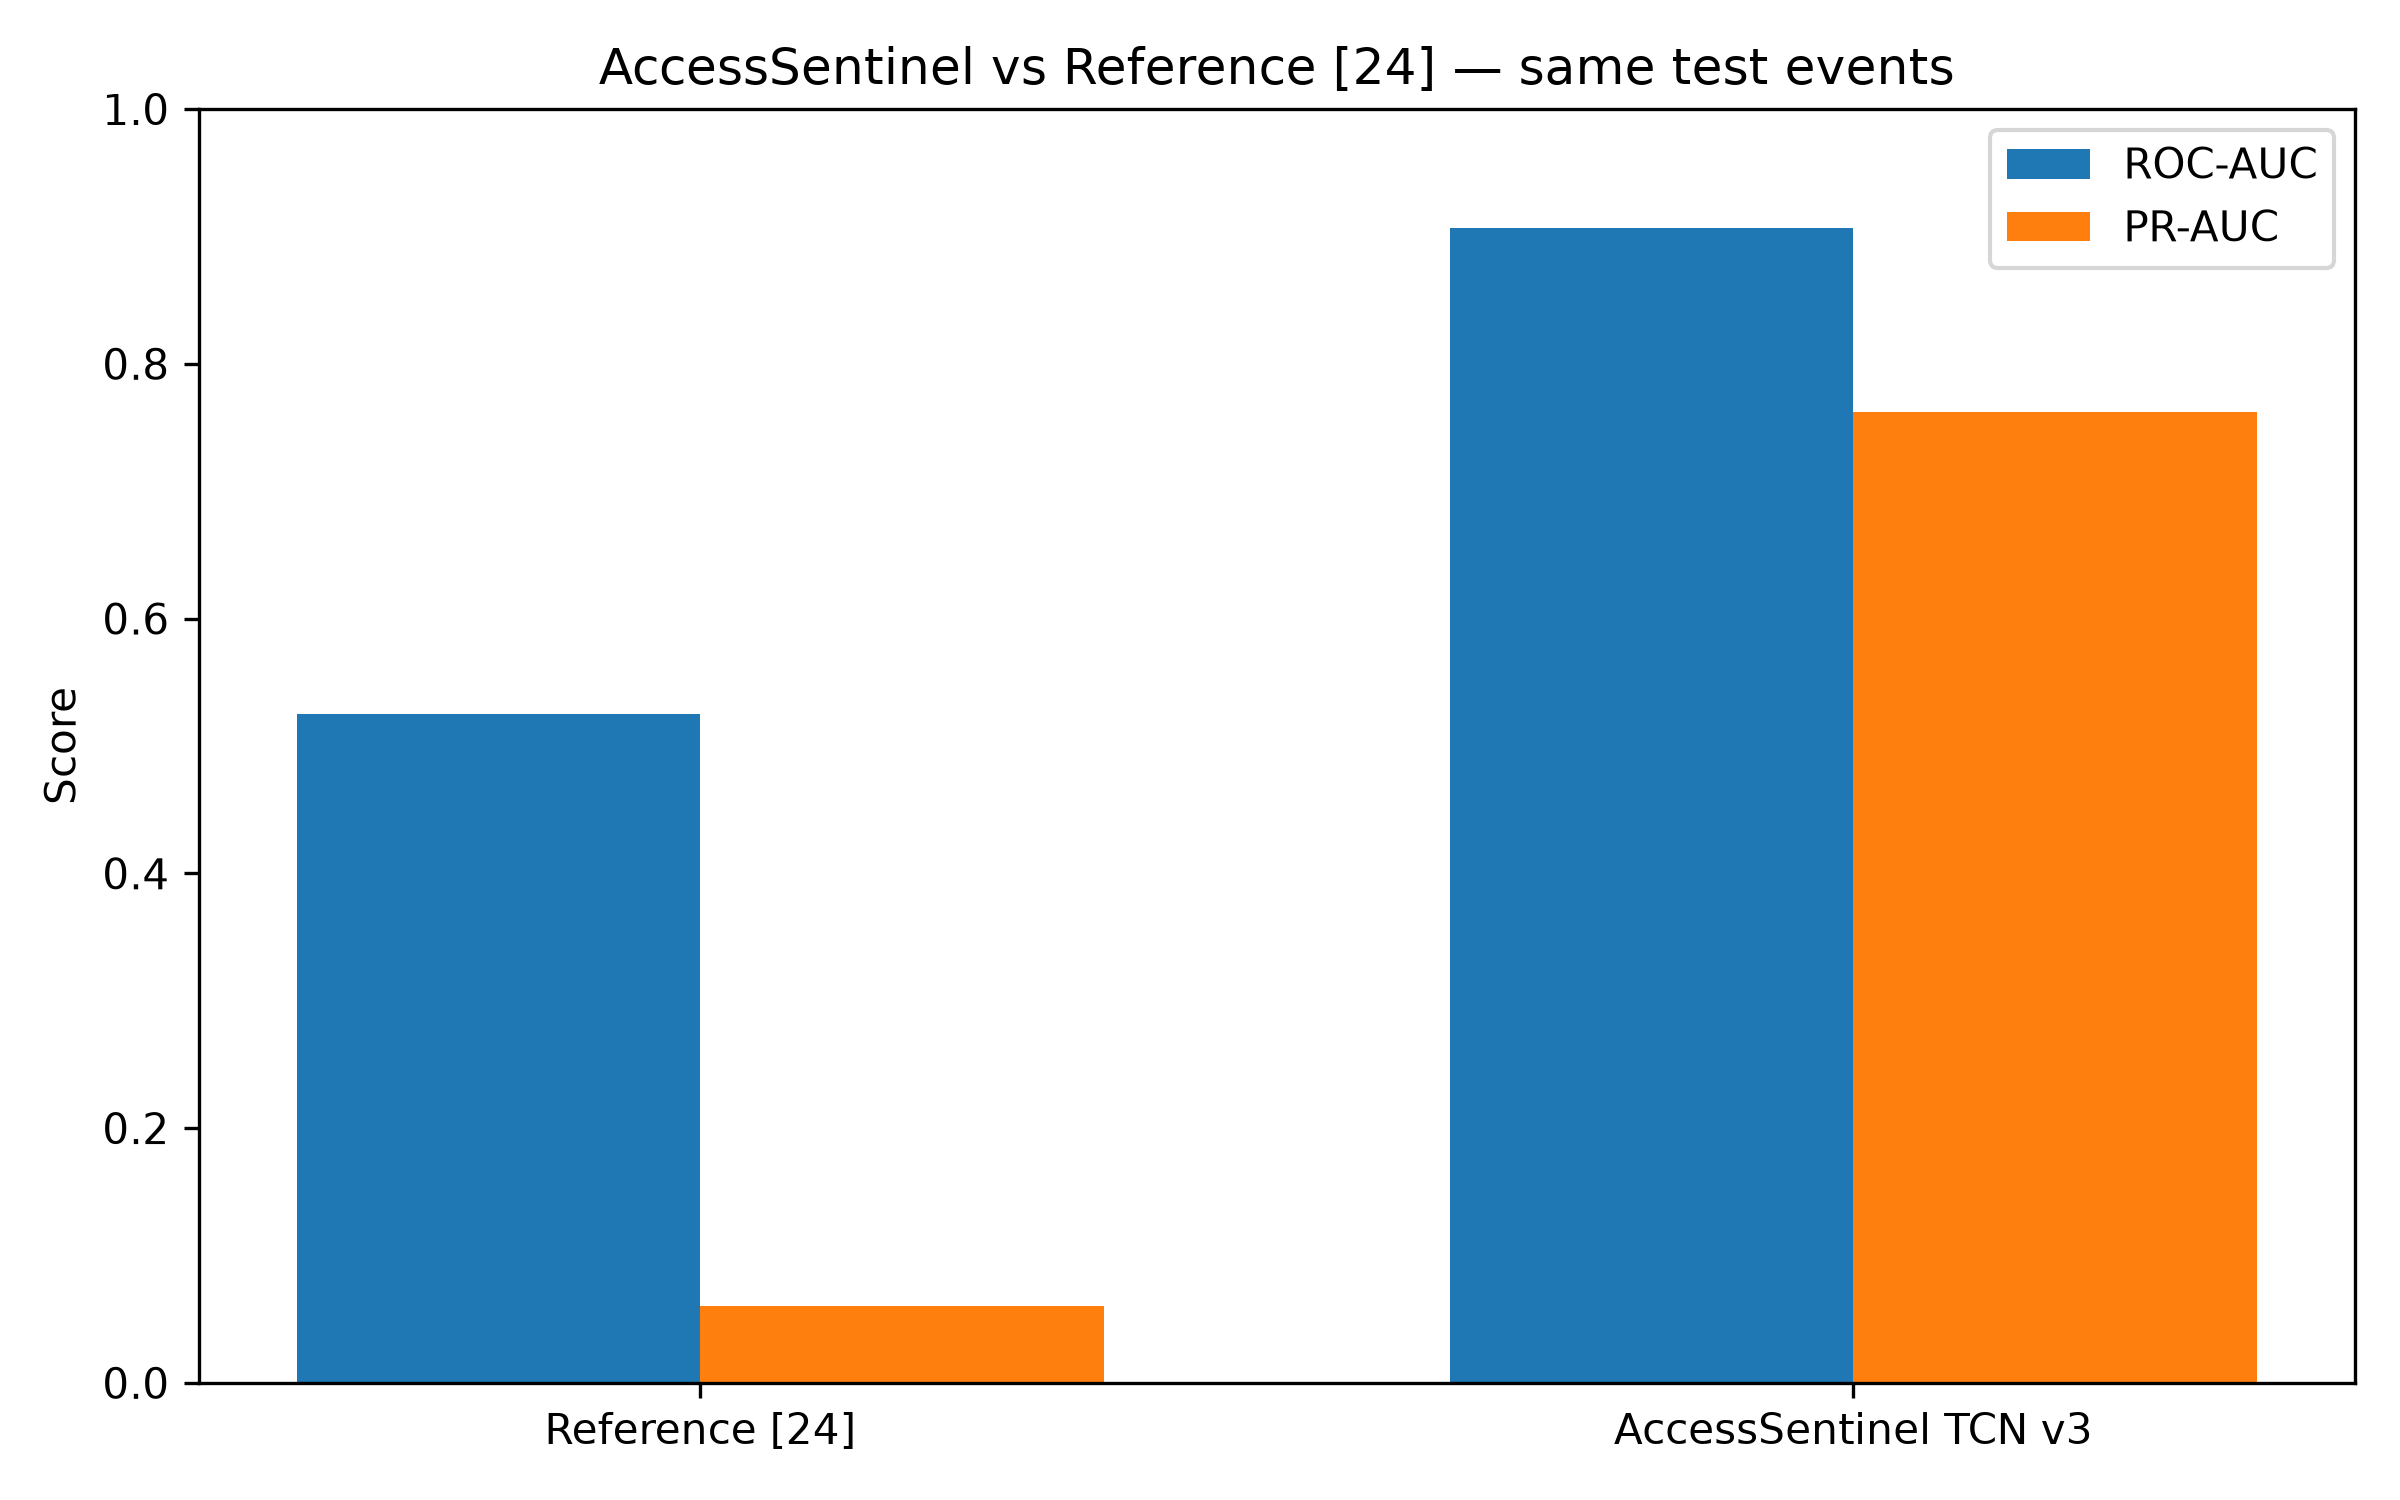 AccessSentinel vs Reference [24] — same test events
ROC-AUC
PR-AUC
Score
1.0
0.8
0.6
0.4
0.2
0.0
Reference [24]
AccessSentinel TCN v3